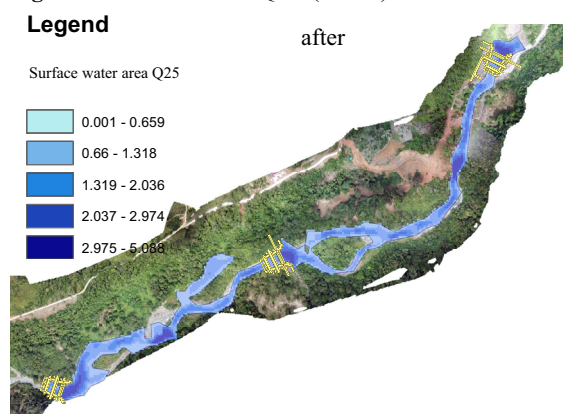 Legend
after
Surface water area Q25
0.001 - 0.659
0.66 - 1.318
1.319 - 2.036
2.037 - 2.974
2.975 - 5.088